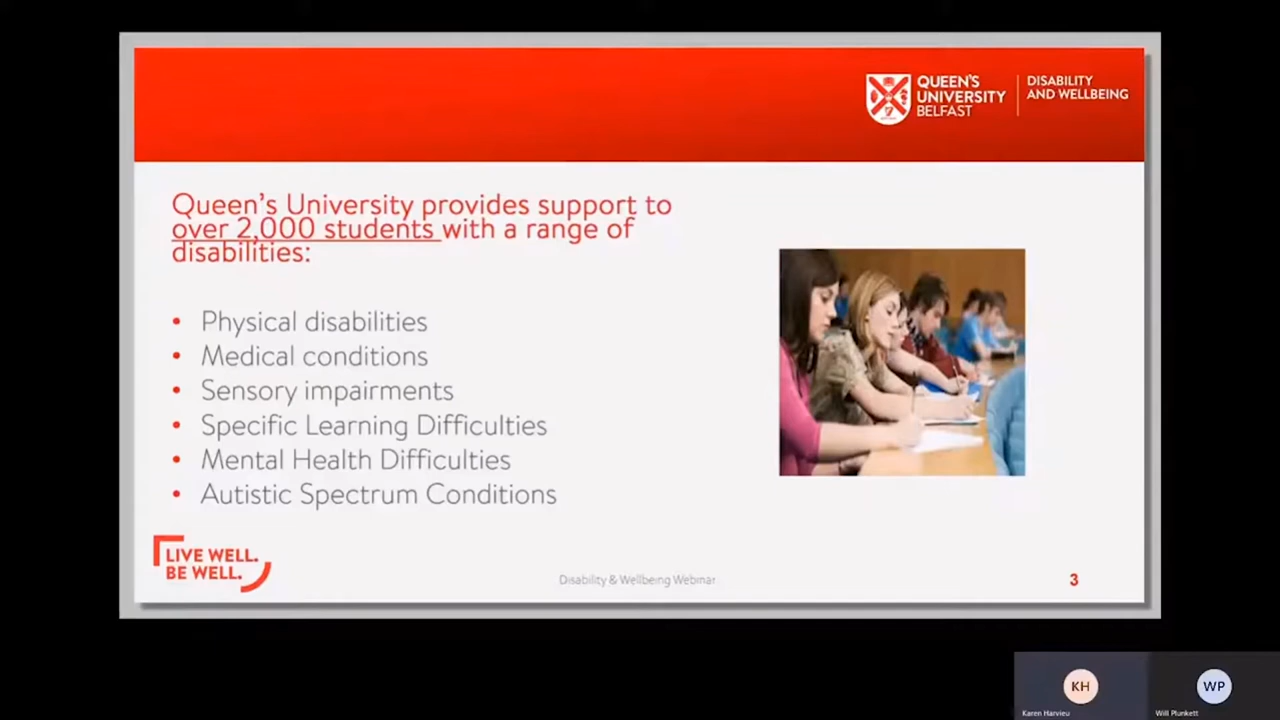 QUEEN'S
UNIVERSITY
BELFAST
DISABILITY
AND WELLBEING
Queen's University provides support to
over 2,000 students with a range of
disabilities:
• Physical disabilities
• Medical conditions
• Sensory impairments
• Specific Learning Difficulties
• Mental Health Difficulties
• Autistic Spectrum Conditions
LIVE WELL.
BE WELL.
Disability & Wellbeing Webinar
3
KH
WP
Karen Harvieu
Will Plunkett